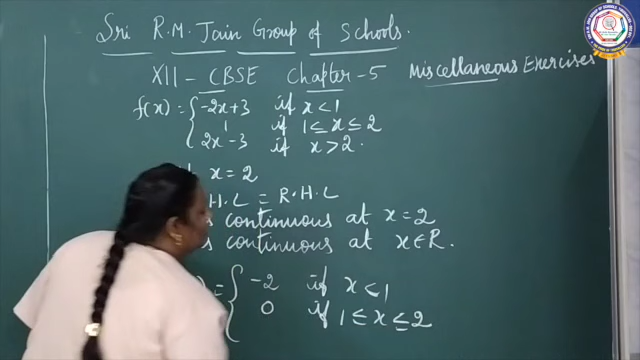 Sri R.M. Jain Group of Schools.
XII - CBSE Chapter - 5 Miscellaneous Exercises
f(x) = { -2x+3 if x < 1
1 if 1 ≤ x ≤ 2
2x - 3 if x > 2.
x = 2
H.L = R.H.L
continuous at x = 2
continuous at x ∈ R.
= { -2 if x < 1
0 if 1 ≤ x ≤ 2